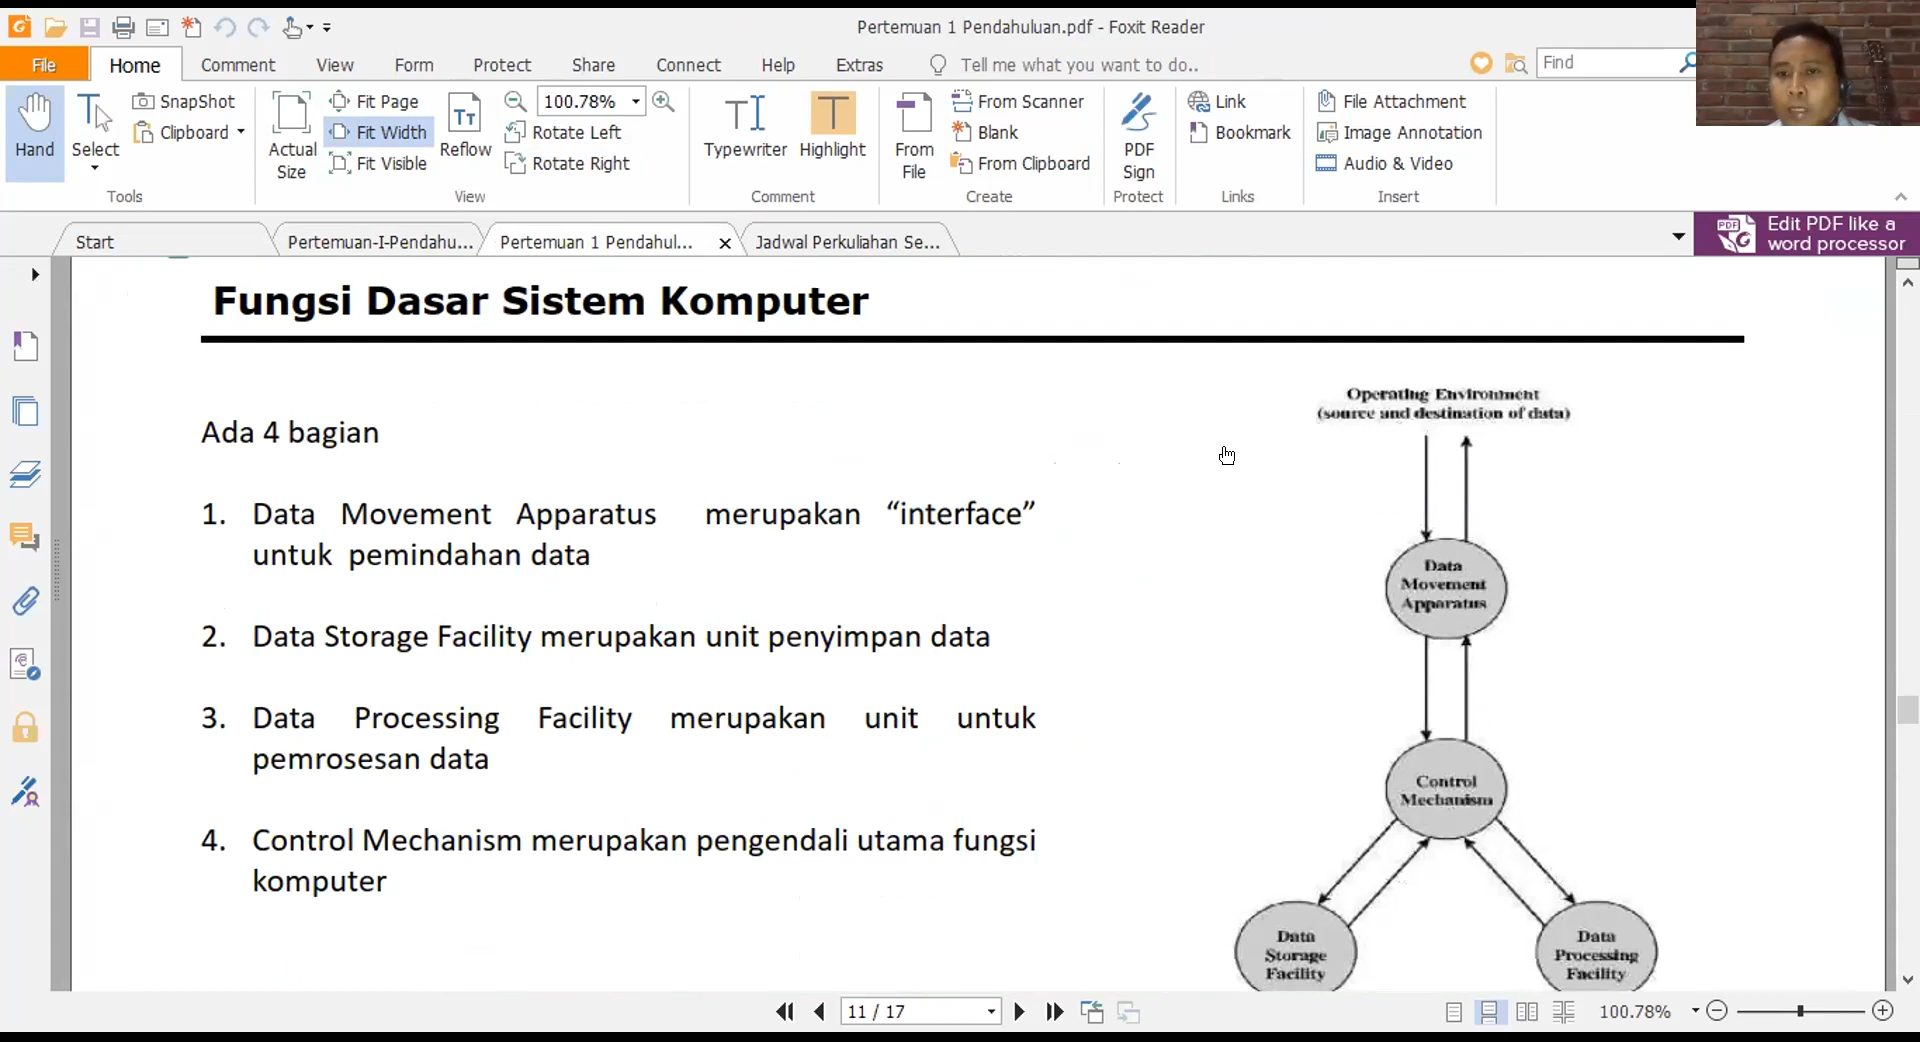 Pertemuan 1 Pendahuluan.pdf - Foxit Reader
File Home Comment View Form Protect Share Connect Help Extras Tell me what you want to do.. Find
Hand
Select
SnapShot
Clipboard
Tools
Actual
Size
Fit Page
Fit Width
Fit Visible
Reflow
100.78%
Rotate Left
Rotate Right
View
Typewriter
Highlight
Comment
From
File
From Scanner
Blank
From Clipboard
Create
PDF
Sign
Protect
Link
Bookmark
Links
File Attachment
Image Annotation
Audio & Video
Insert
Start Pertemuan-I-Pendahu... Pertemuan 1 Pendahul... Jadwal Perkuliahan Se...
Edit PDF like a
word processor
Fungsi Dasar Sistem Komputer
Ada 4 bagian
1. Data Movement Apparatus merupakan “interface”
untuk pemindahan data
2. Data Storage Facility merupakan unit penyimpan data
3. Data Processing Facility merupakan unit untuk
pemrosesan data
4. Control Mechanism merupakan pengendali utama fungsi
komputer
Operating Environment
(source and destination of data)
Data
Movement
Apparatus
Control
Mechanism
Data
Storage
Facility
Data
Processing
Facility
11 / 17
100.78%